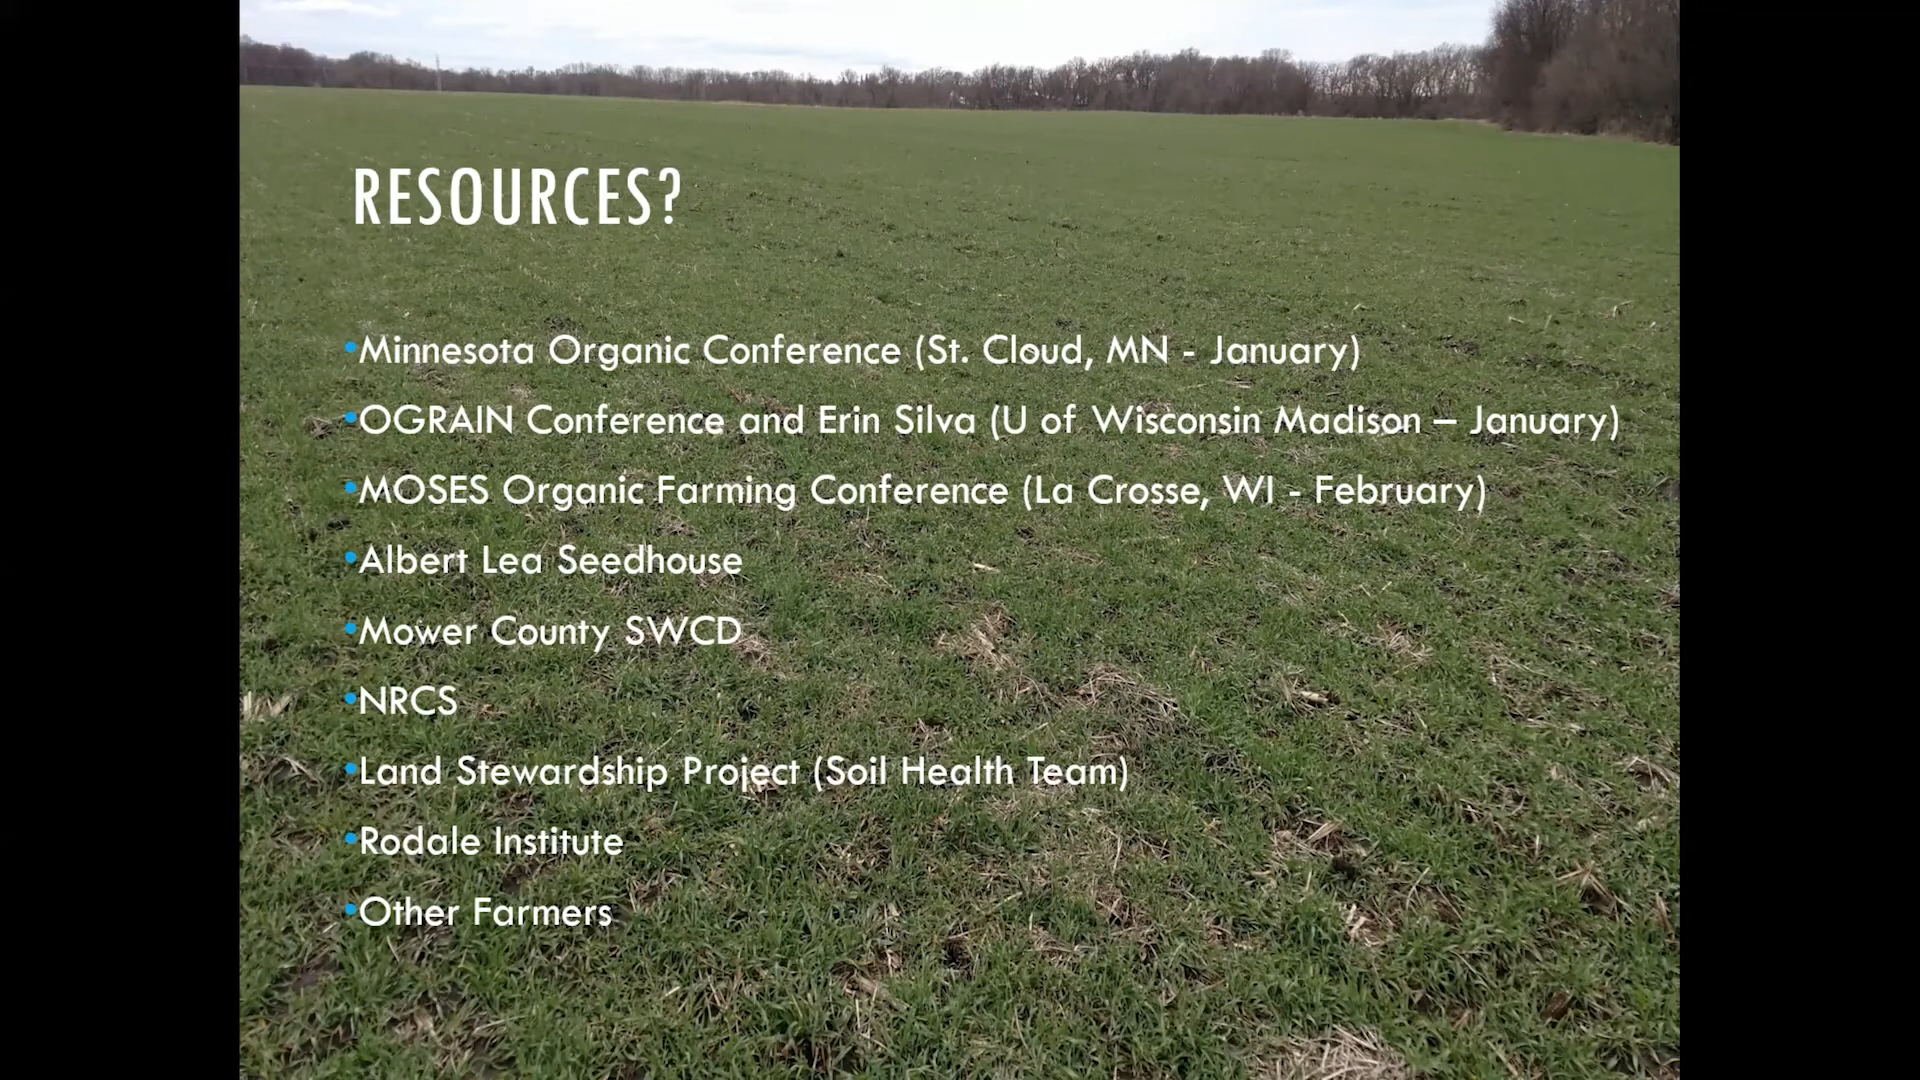 RESOURCES?
•Minnesota Organic Conference (St. Cloud, MN - January)
•OGRAIN Conference and Erin Silva (U of Wisconsin Madison – January)
•MOSES Organic Farming Conference (La Crosse, WI - February)
•Albert Lea Seedhouse
•Mower County SWCD
•NRCS
•Land Stewardship Project (Soil Health Team)
•Rodale Institute
•Other Farmers